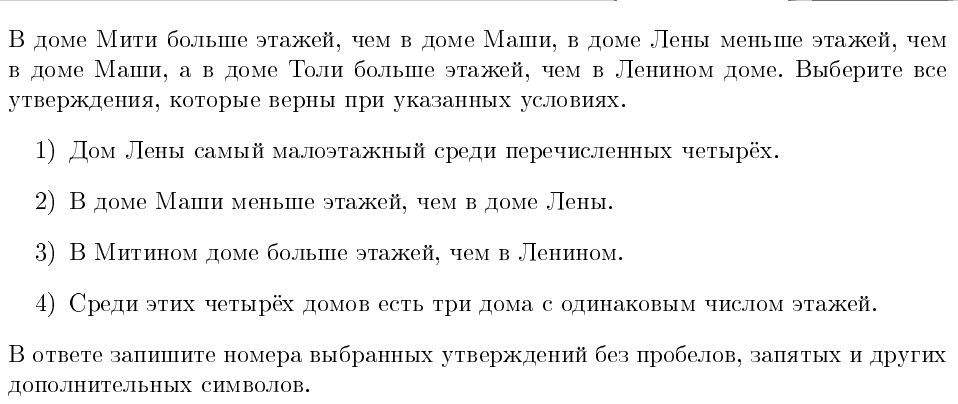 В доме Мити больше этажей, чем в доме Маши, в доме Лены меньше этажей, чем
в доме Маши, а в доме Толи больше этажей, чем в Ленином доме. Выберите все
утверждения, которые верны при указанных условиях.
1) Дом Лены самый малоэтажный среди перечисленных четырёх.
2) В доме Маши меньше этажей, чем в доме Лены.
3) В Митином доме больше этажей, чем в Ленином.
4) Среди этих четырёх домов есть три дома с одинаковым числом этажей.
В ответе запишите номера выбранных утверждений без пробелов, запятых и других
дополнительных символов.